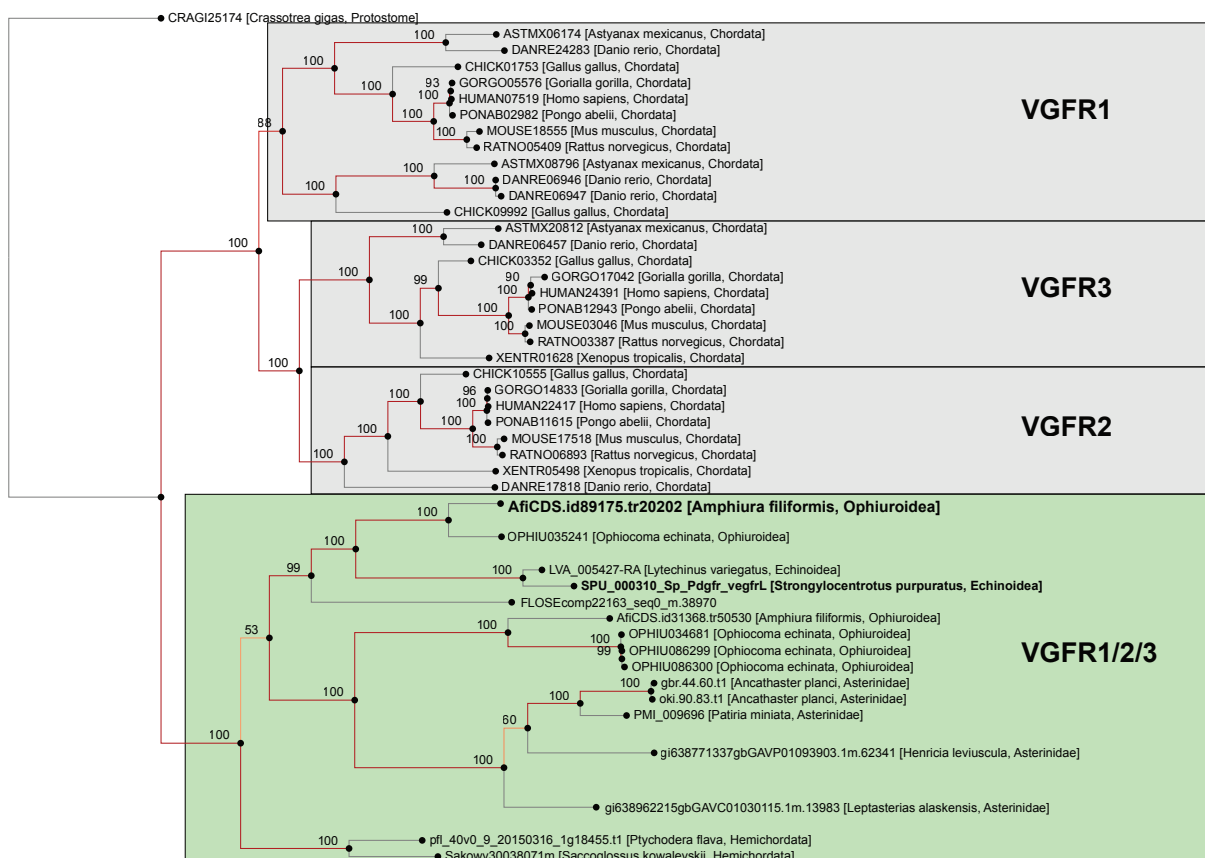 CRAGI25174 [Crassotrea gigas, Protostome]
ASTMX06174 [Astyanax mexicanus, Chordata]
100
100
DANRE24283 [Danio rerio, Chordata]
CHICK01753 [Gallus gallus, Chordata]
100
93
GORGO05576 [Gorialla gorilla, Chordata]
100
HUMAN07519 [Homo sapiens, Chordata]
100
PONAB02982 [Pongo abelii, Chordata]
VGFR1
88
100
MOUSE18555 [Mus musculus, Chordata]
100
RATNO05409 [Rattus norvegicus, Chordata]
ASTMX08796 [Astyanax mexicanus, Chordata]
100
100
DANRE06946 [Danio rerio, Chordata]
100
DANRE06947 [Danio rerio, Chordata]
CHICK09992 [Gallus gallus, Chordata]
100
ASTMX20812 [Astyanax mexicanus, Chordata]
100
DANRE06457 [Danio rerio, Chordata]
CHICK03352 [Gallus gallus, Chordata]
100
99
90
GORGO17042 [Gorialla gorilla, Chordata]
100
HUMAN24391 [Homo sapiens, Chordata]
VGFR3
100
PONAB12943 [Pongo abelii, Chordata]
100
MOUSE03046 [Mus musculus, Chordata]
RATNO03387 [Rattus norvegicus, Chordata]
XENTR01628 [Xenopus tropicalis, Chordata]
100
CHICK10555 [Gallus gallus, Chordata]
100
96
GORGO14833 [Gorialla gorilla, Chordata]
100
HUMAN22417 [Homo sapiens, Chordata]
100
PONAB11615 [Pongo abelii, Chordata]
VGFR2
100
100
MOUSE17518 [Mus musculus, Chordata]
RATNO06893 [Rattus norvegicus, Chordata]
100
XENTR05498 [Xenopus tropicalis, Chordata]
DANRE17818 [Danio rerio, Chordata]
100
AfiCDS.id89175.tr20202 [Amphiura filiformis, Ophiuroidea]
100
OPHIU035241 [Ophiocoma echinata, Ophiuroidea]
100
99
LVA_005427-RA [Lytechinus variegatus, Echinoidea]
100
SPU_000310_Sp_Pdgfr_vegfrL [Strongylocentrotus purpuratus, Echinoidea]
FLOSEcomp22163_seq0_m.38970
53
100
AfiCDS.id31368.tr50530 [Amphiura filiformis, Ophiuroidea]
OPHIU034681 [Ophiocoma echinata, Ophiuroidea]
100
99
OPHIU086299 [Ophiocoma echinata, Ophiuroidea]
OPHIU086300 [Ophiocoma echinata, Ophiuroidea]
VGFR1/2/3
100
gbr.44.60.t1 [Ancathaster planci, Asterinidae]
100
100
oki.90.83.t1 [Ancathaster planci, Asterinidae]
PMI_009696 [Patiria miniata, Asterinidae]
60
100
gi638771337gbGAVP01093903.1m.62341 [Henricia leviuscula, Asterinidae]
100
gi638962215gbGAVC01030115.1m.13983 [Leptasterias alaskensis, Asterinidae]
100
pfl_40v0_9_20150316_1g18455.t1 [Ptychodera flava, Hemichordata]
Sakowv30038071m [Saccoglossus kowalevskii, Hemichordata]